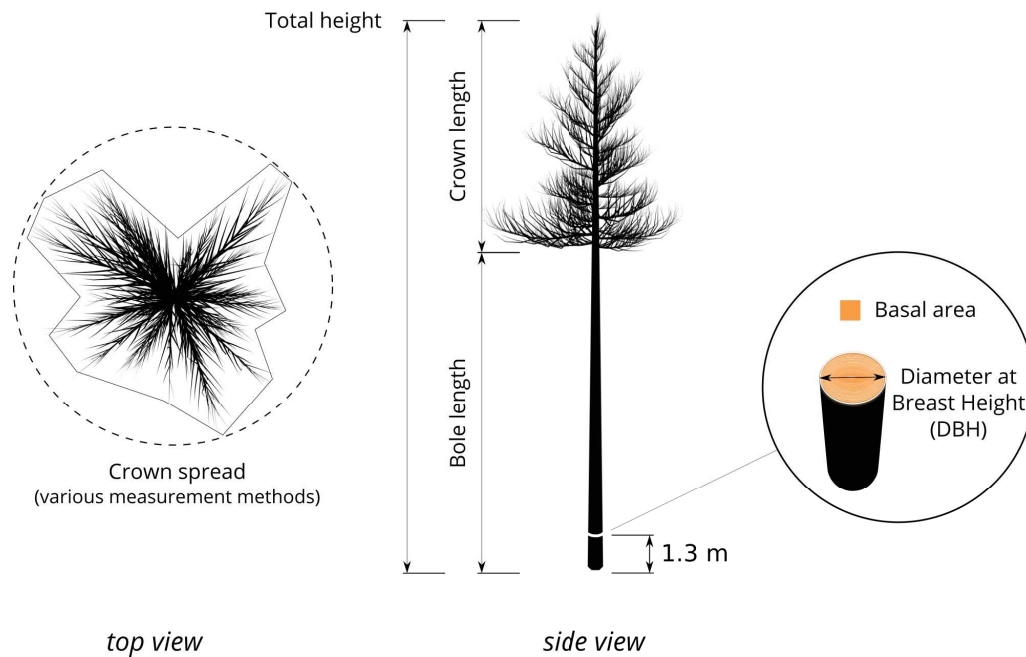 Total height
Crown length
Bole length
Crown spread
(various measurement methods)
Basal area
Diameter at
Breast Height
(DBH)
1.3 m
top view
side view